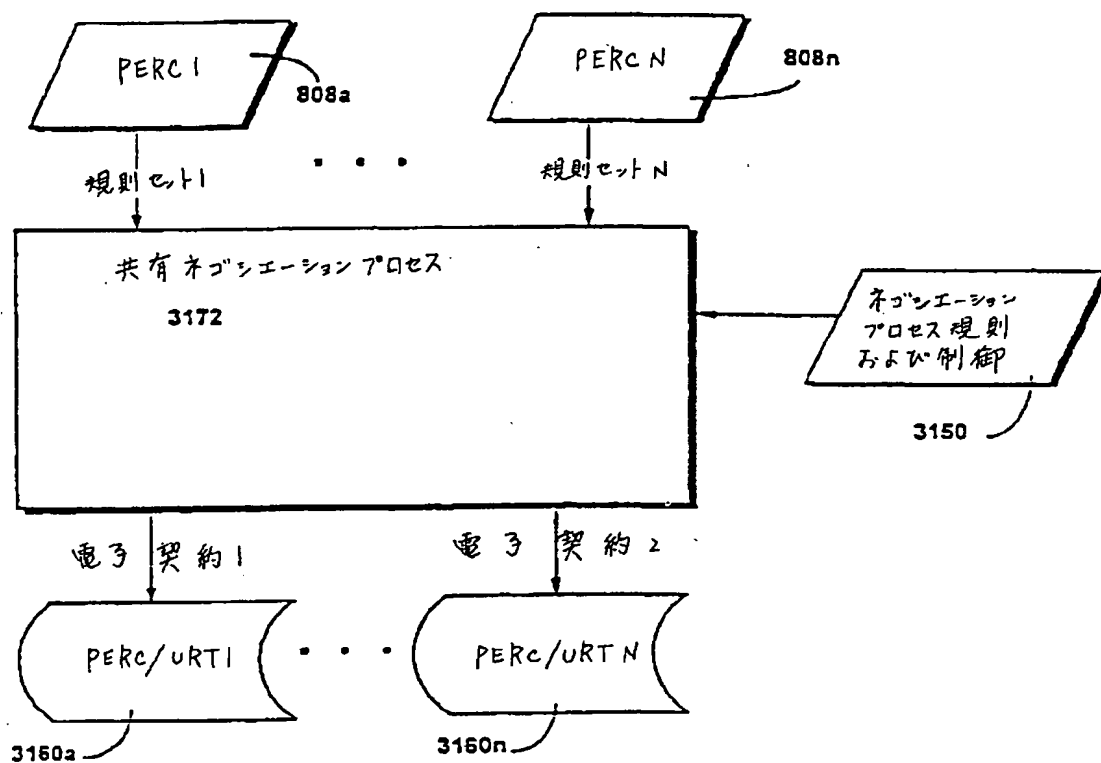 PERC 1
808a
PERC N
808n
規則セット1
規則セットN
共有ネゴシエーションプロセス
3172
ネゴシエーション
プロセス規則
および制御
3150
電子契約1
電子契約2
PERC/URT1
PERC/URT N
3160a
3160n